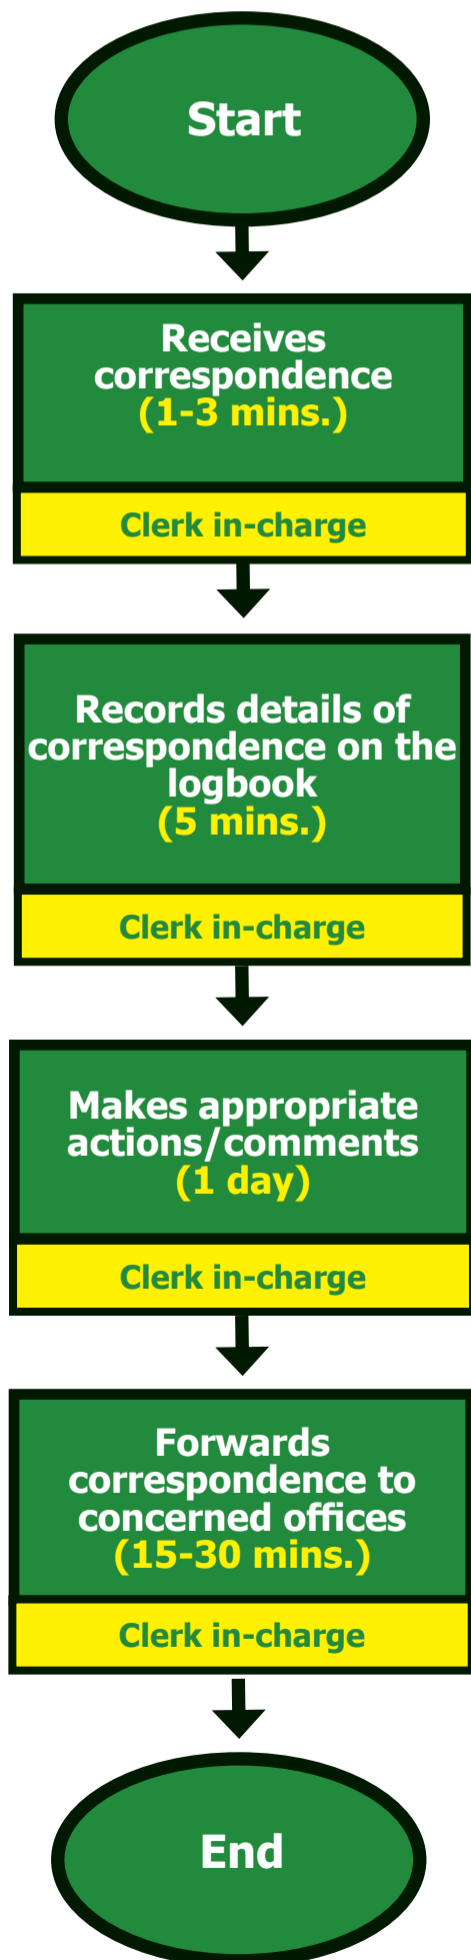 Start
Receives
correspondence
(1-3 mins.)
Clerk in-charge
Records details of
correspondence on the
logbook
(5 mins.)
Clerk in-charge
Makes appropriate
actions/comments
(1 day)
Clerk in-charge
Forwards
correspondence to
concerned offices
(15-30 mins.)
Clerk in-charge
End